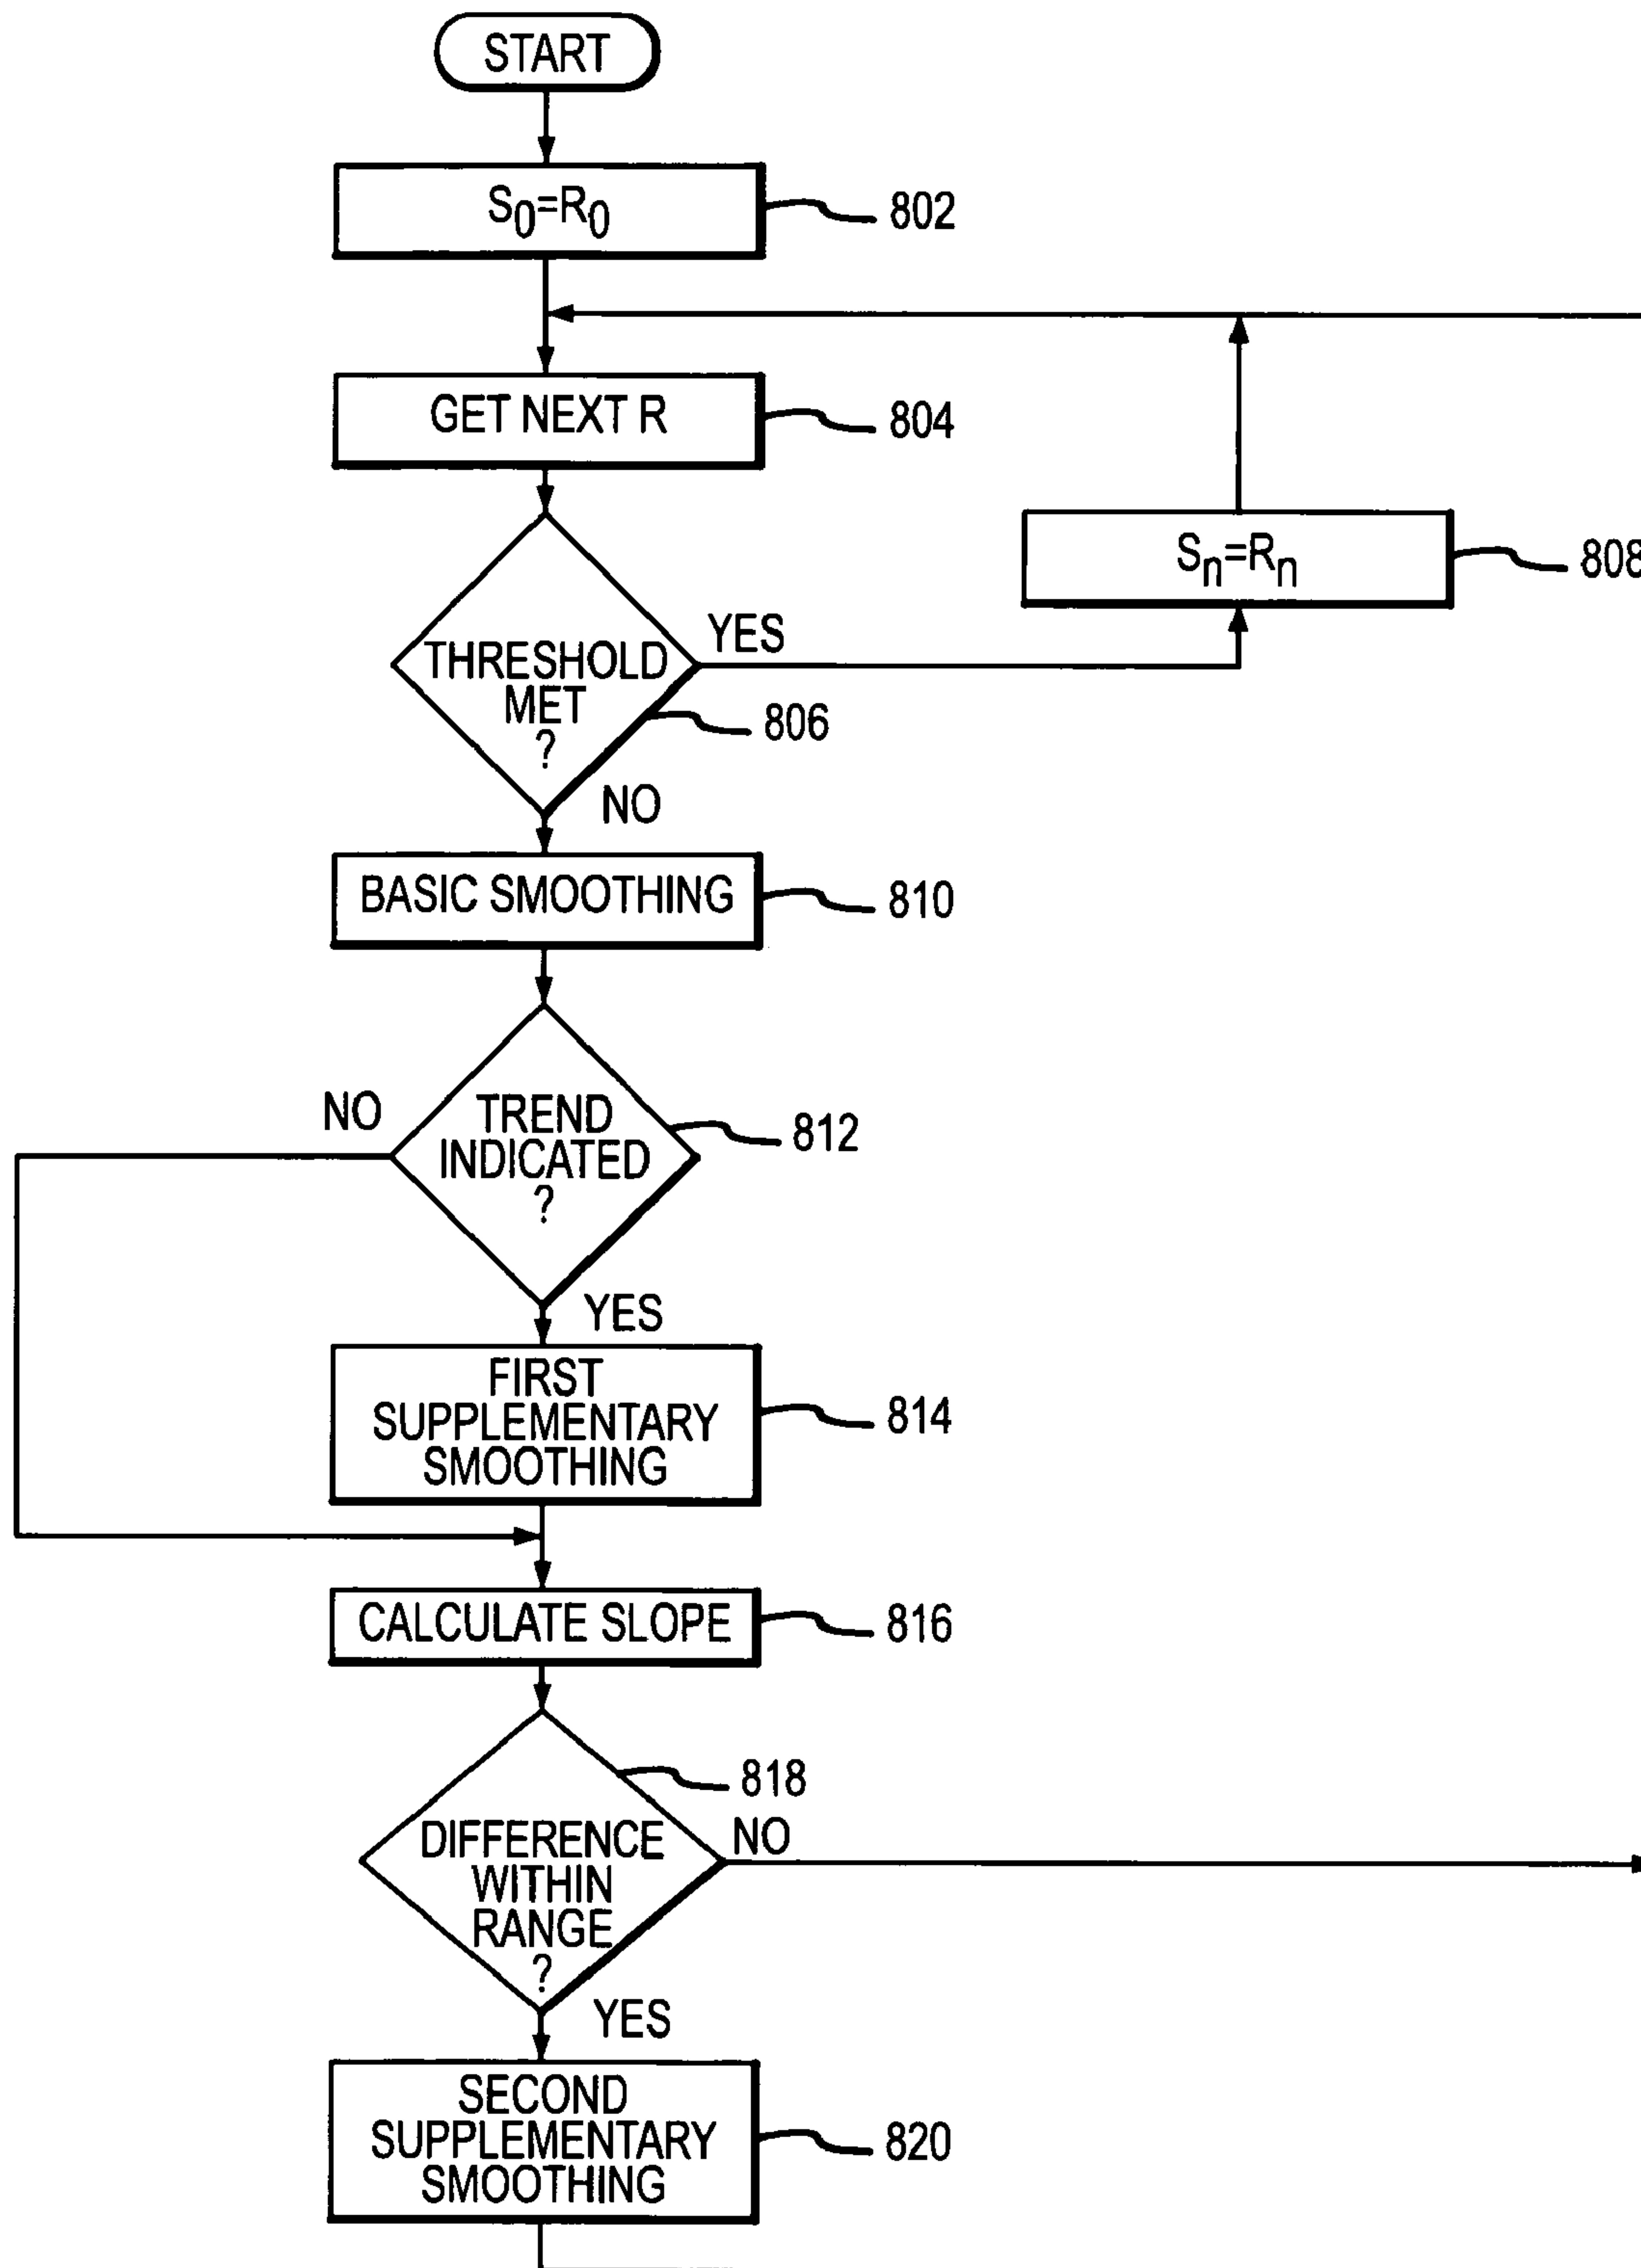 START
S0=R0
802
GET NEXT R
804
Sn=Rn
808
YES
THRESHOLD
MET
?
806
NO
BASIC SMOOTHING
810
NO
TREND
INDICATED
?
812
YES
FIRST
SUPPLEMENTARY
SMOOTHING
814
CALCULATE SLOPE
816
818
DIFFERENCE
WITHIN
RANGE
?
NO
YES
SECOND
SUPPLEMENTARY
SMOOTHING
820